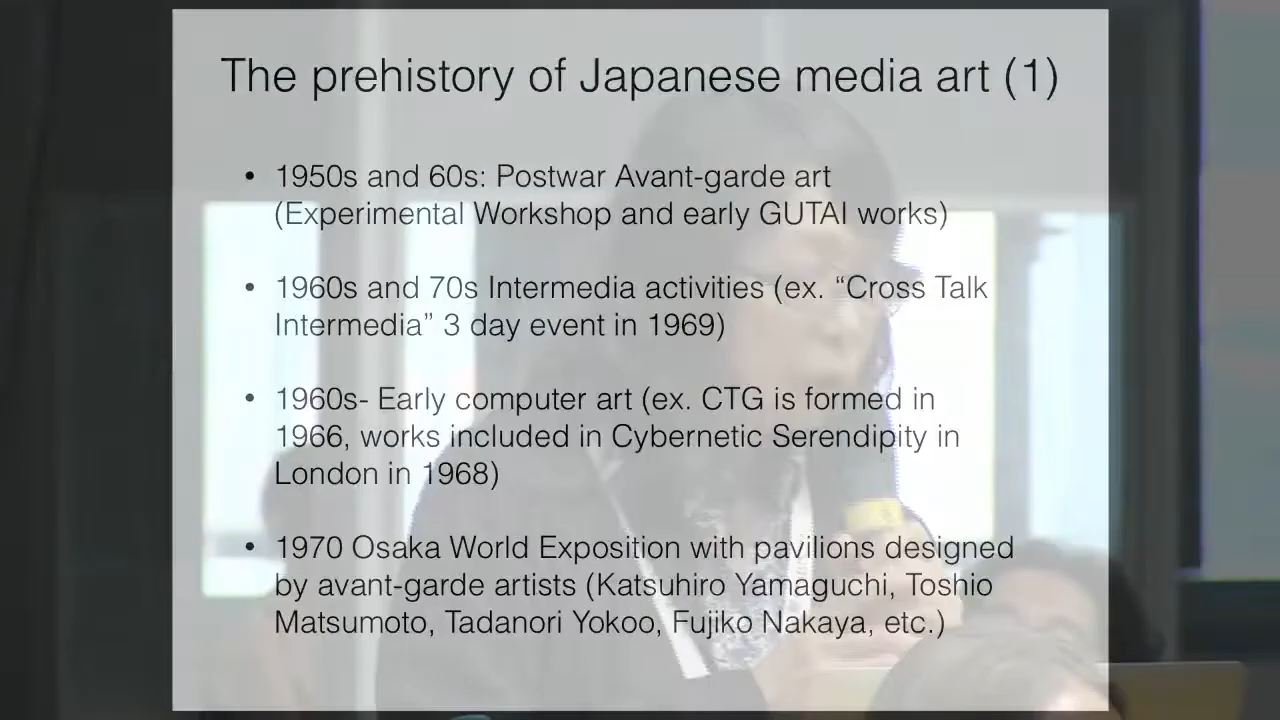 The prehistory of Japanese media art (1)
• 1950s and 60s: Postwar Avant-garde art
(Experimental Workshop and early GUTAI works)
• 1960s and 70s Intermedia activities (ex. “Cross Talk
Intermedia” 3 day event in 1969)
• 1960s- Early computer art (ex. CTG is formed in
1966, works included in Cybernetic Serendipity in
London in 1968)
• 1970 Osaka World Exposition with pavilions designed
by avant-garde artists (Katsuhiro Yamaguchi, Toshio
Matsumoto, Tadanori Yokoo, Fujiko Nakaya, etc.)